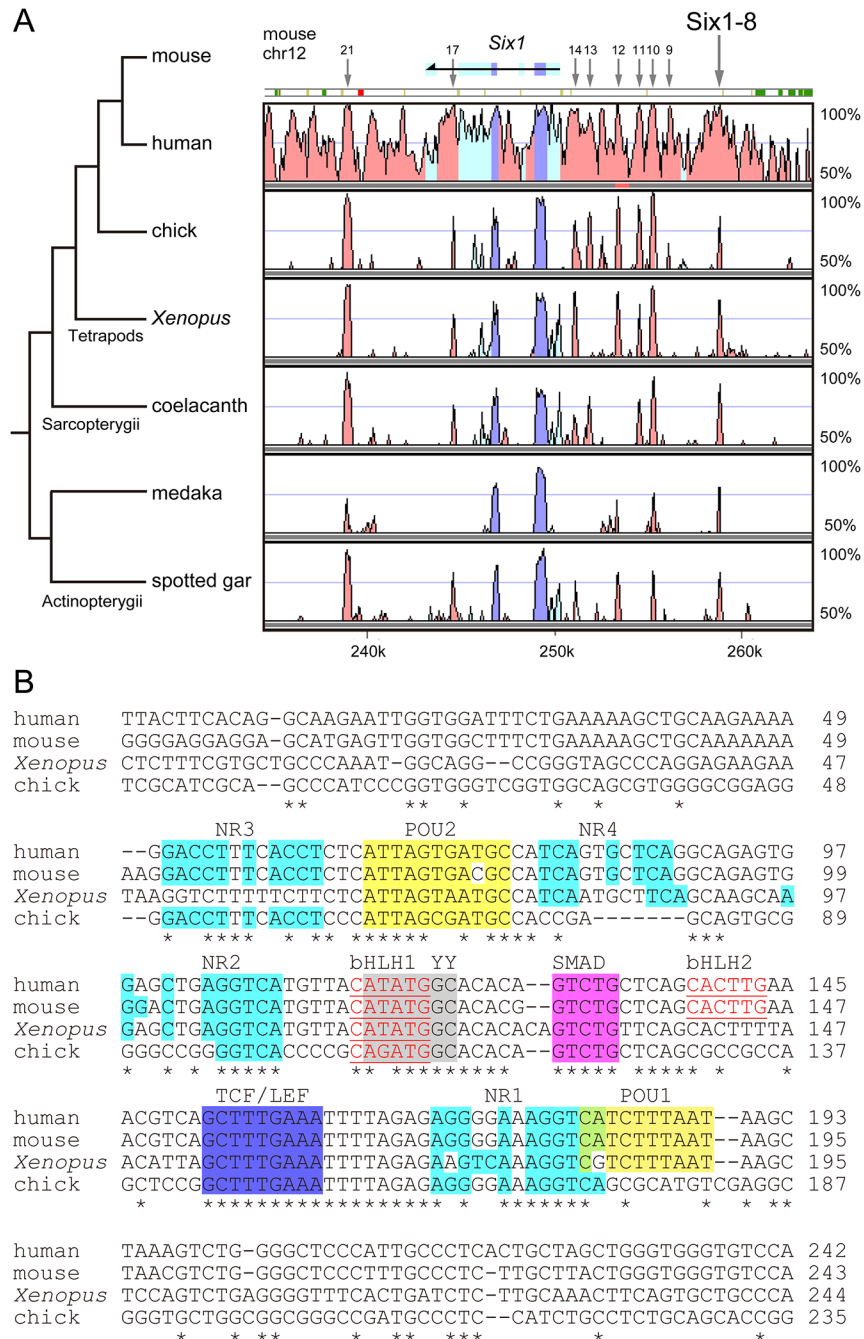 A
mouse
chr12
21
17
Six1
14
13
12
11
10
9
Six1-8
mouse
human
chick
Xenopus
Tetrapods
coelacanth
Sarcopterygii
medaka
spotted gar
Actinopterygii
100%
50%
100%
50%
100%
50%
100%
50%
100%
50%
100%
50%
240k
250k
260k
B
human TTACTTCACAG-GCAAGAATTGGTGGATTTCTGAAAAAGCTGCAAGAAAA 49
mouse GGGGAGGAGGA-GCATGAGTTGGTGGCTTTCTGAAAAAGCTGCAAAAAAA 49
Xenopus CTCTTTCGTGCTGCCCAAAT-GGCAGG--CCGGGTAGCCCAGGAGAAGAA 47
chick TCGCATCGCA--GCCCATCCCGGTGGGTCGGTGGCAGCGTGGGGCGGAGG 48
** ** * * * *
NR3 POU2 NR4
human --GGACCTTTCACCTCTCATTAGTGATGCCATCAGTGCTCAGGCAGAGTG 97
mouse AAGGACCTTTCACCTCTCATTAGTGACGCCATCAGTGCTCAGGCAGAGTG 99
Xenopus TAAGGTCTTTTTCTTCTCATTAGTAATGCCATCAATGCTTCAGCAAGCAA 97
chick --GGACCTTTCACCTCCCATTAGCGATGCCACCGA-------GCAGTGCG 89
* **** * ** ***** * **** * ***
NR2 bHLH1 YY SMAD bHLH2
human GAGCTGAGGTCATGTTACATATGGCACACA--GTCTGCTCAGCACTTGAA 145
mouse GGACTGAGGTCATGTTACATATGGCACACG--GTCTGCTCAGCACTTGAA 147
Xenopus GAGCTGAGGTCATGTTACATATGGCACACACAGTCTGTTCAGCACTTTTA 147
chick GGGCCGGGGTCACCCCGCAGATGGCACACA--GTCTGCTCAGCGCCGCCA 137
* * * ***** ** ********* ***** ***** * *
TCF/LEF NR1 POU1
human ACGTCAGCTTTGAAATTTTAGAGAGGGGAAAGGTCATCTTTAAT--AAGC 193
mouse ACGTCAGCTTTGAAATTTTAGAGAGGGGAAAGGTCATCTTTAAT--AAGC 195
Xenopus ACATTAGCTTTGAAATTTTAGAGAAGTCAAAGGTCGTCTTTAAT--AAGC 195
chick GCTCCGGCTTTGAAATTTTAGAGAGGGGAAAGGTCAGCGCATGTCGAGGC 187
* ****************** * ******* * * * **
human TAAAGTCTG-GGGCTCCCATTGCCCTCACTGCTAGCTGGGTGGGTGTCCA 242
mouse TAACGTCTG-GGGCTCCCTTTGCCCTC-TTGCTTACTGGGTGGGTGTCCA 243
Xenopus TCCAGTCTGAGGGGTTTCACTGATCTC-TTGCAAACTTCAGTGCTGCCCA 244
chick GGGTGCTGGCGGGCGGGCCGATGCCCTC-CATCTGCCTCTGCAGCACCGG 235
* * ** * ** *** * *